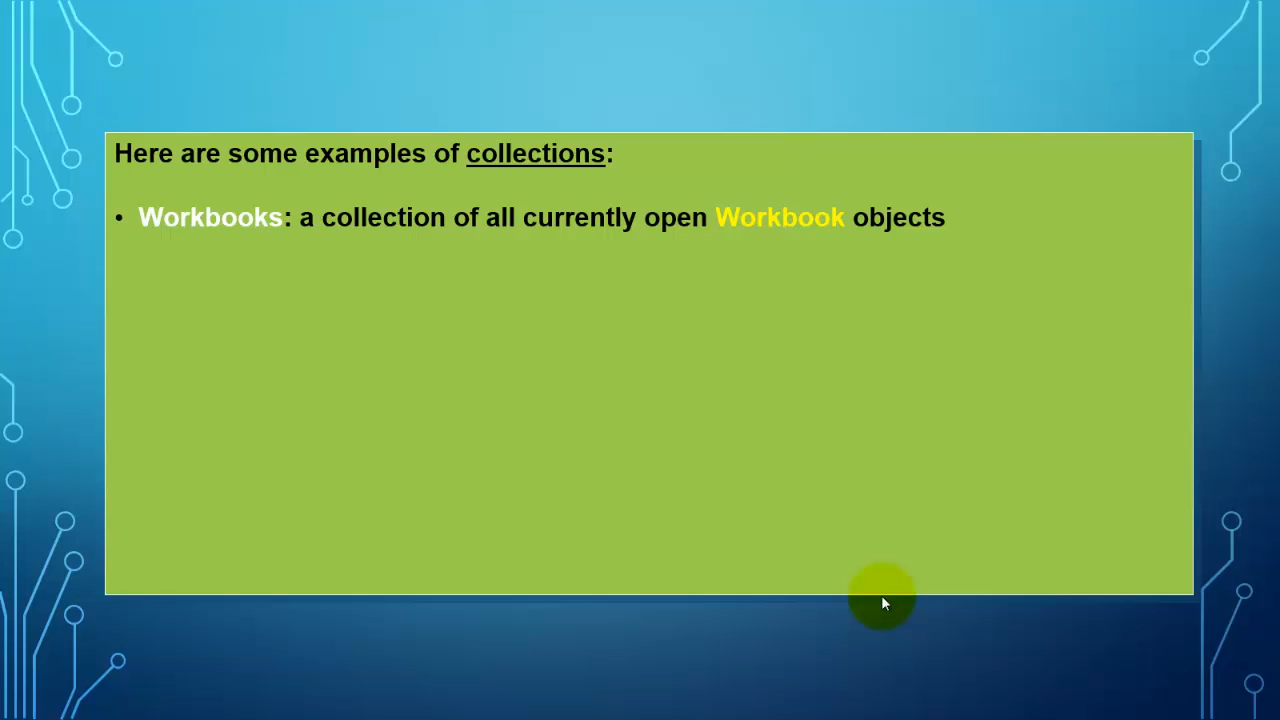 Here are some examples of collections:
• Workbooks: a collection of all currently open Workbook objects